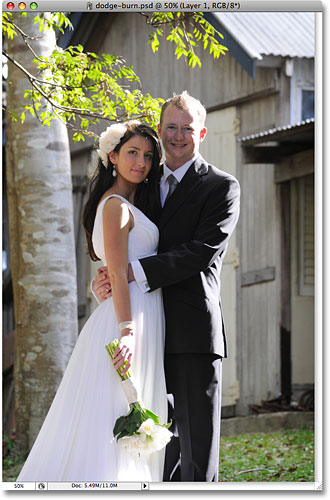 dodge-burn.psd @ 50% (Layer 1, RGB/8*)
50%
Doc: 5.49M/11.0M